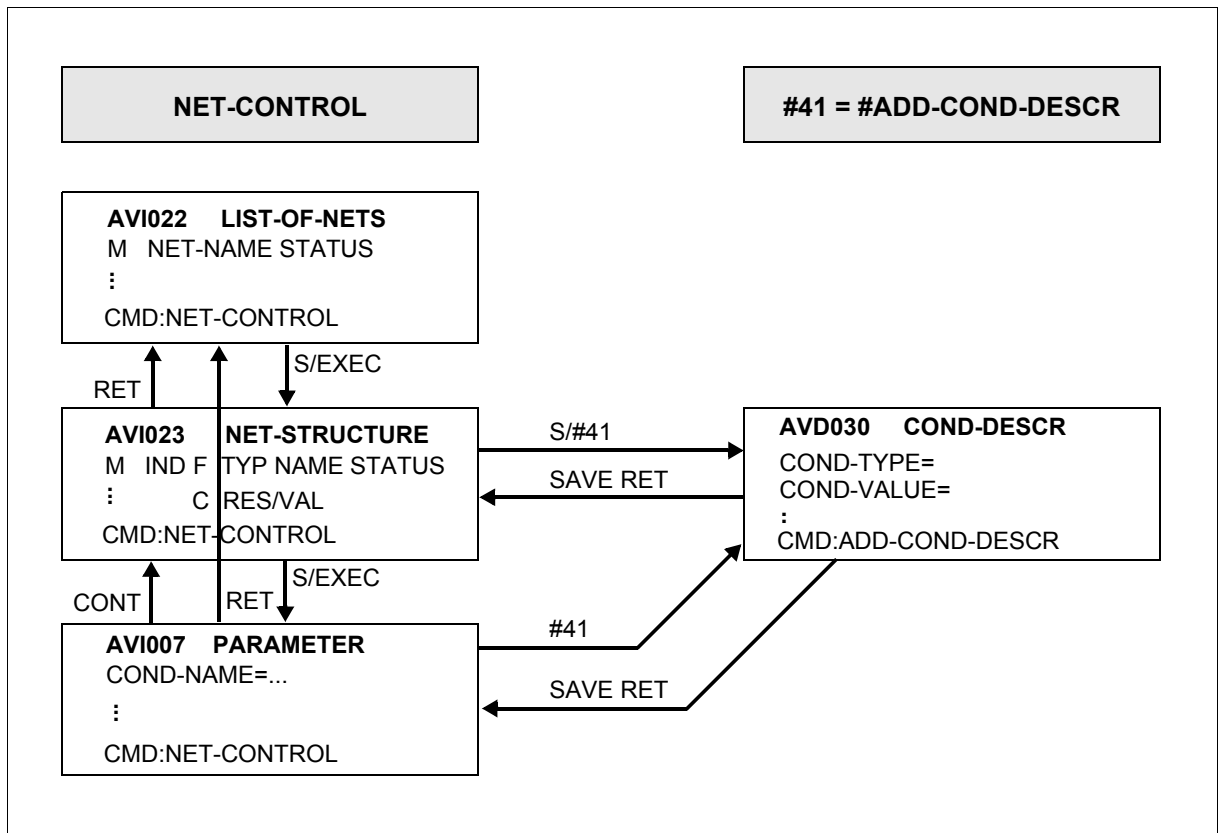 NET-CONTROL
#41 = #ADD-COND-DESCR
AVI022 LIST-OF-NETS
M NET-NAME STATUS
⋮
CMD:NET-CONTROL
RET
S/EXEC
AVI023 NET-STRUCTURE
M IND F TYP NAME STATUS
⋮ C RES/VAL
CMD:NET-CONTROL
S/#41
SAVE RET
AVD030 COND-DESCR
COND-TYPE=
COND-VALUE=
:
CMD:ADD-COND-DESCR
CONT
RET
S/EXEC
AVI007 PARAMETER
COND-NAME=...
⋮
CMD:NET-CONTROL
#41
SAVE RET